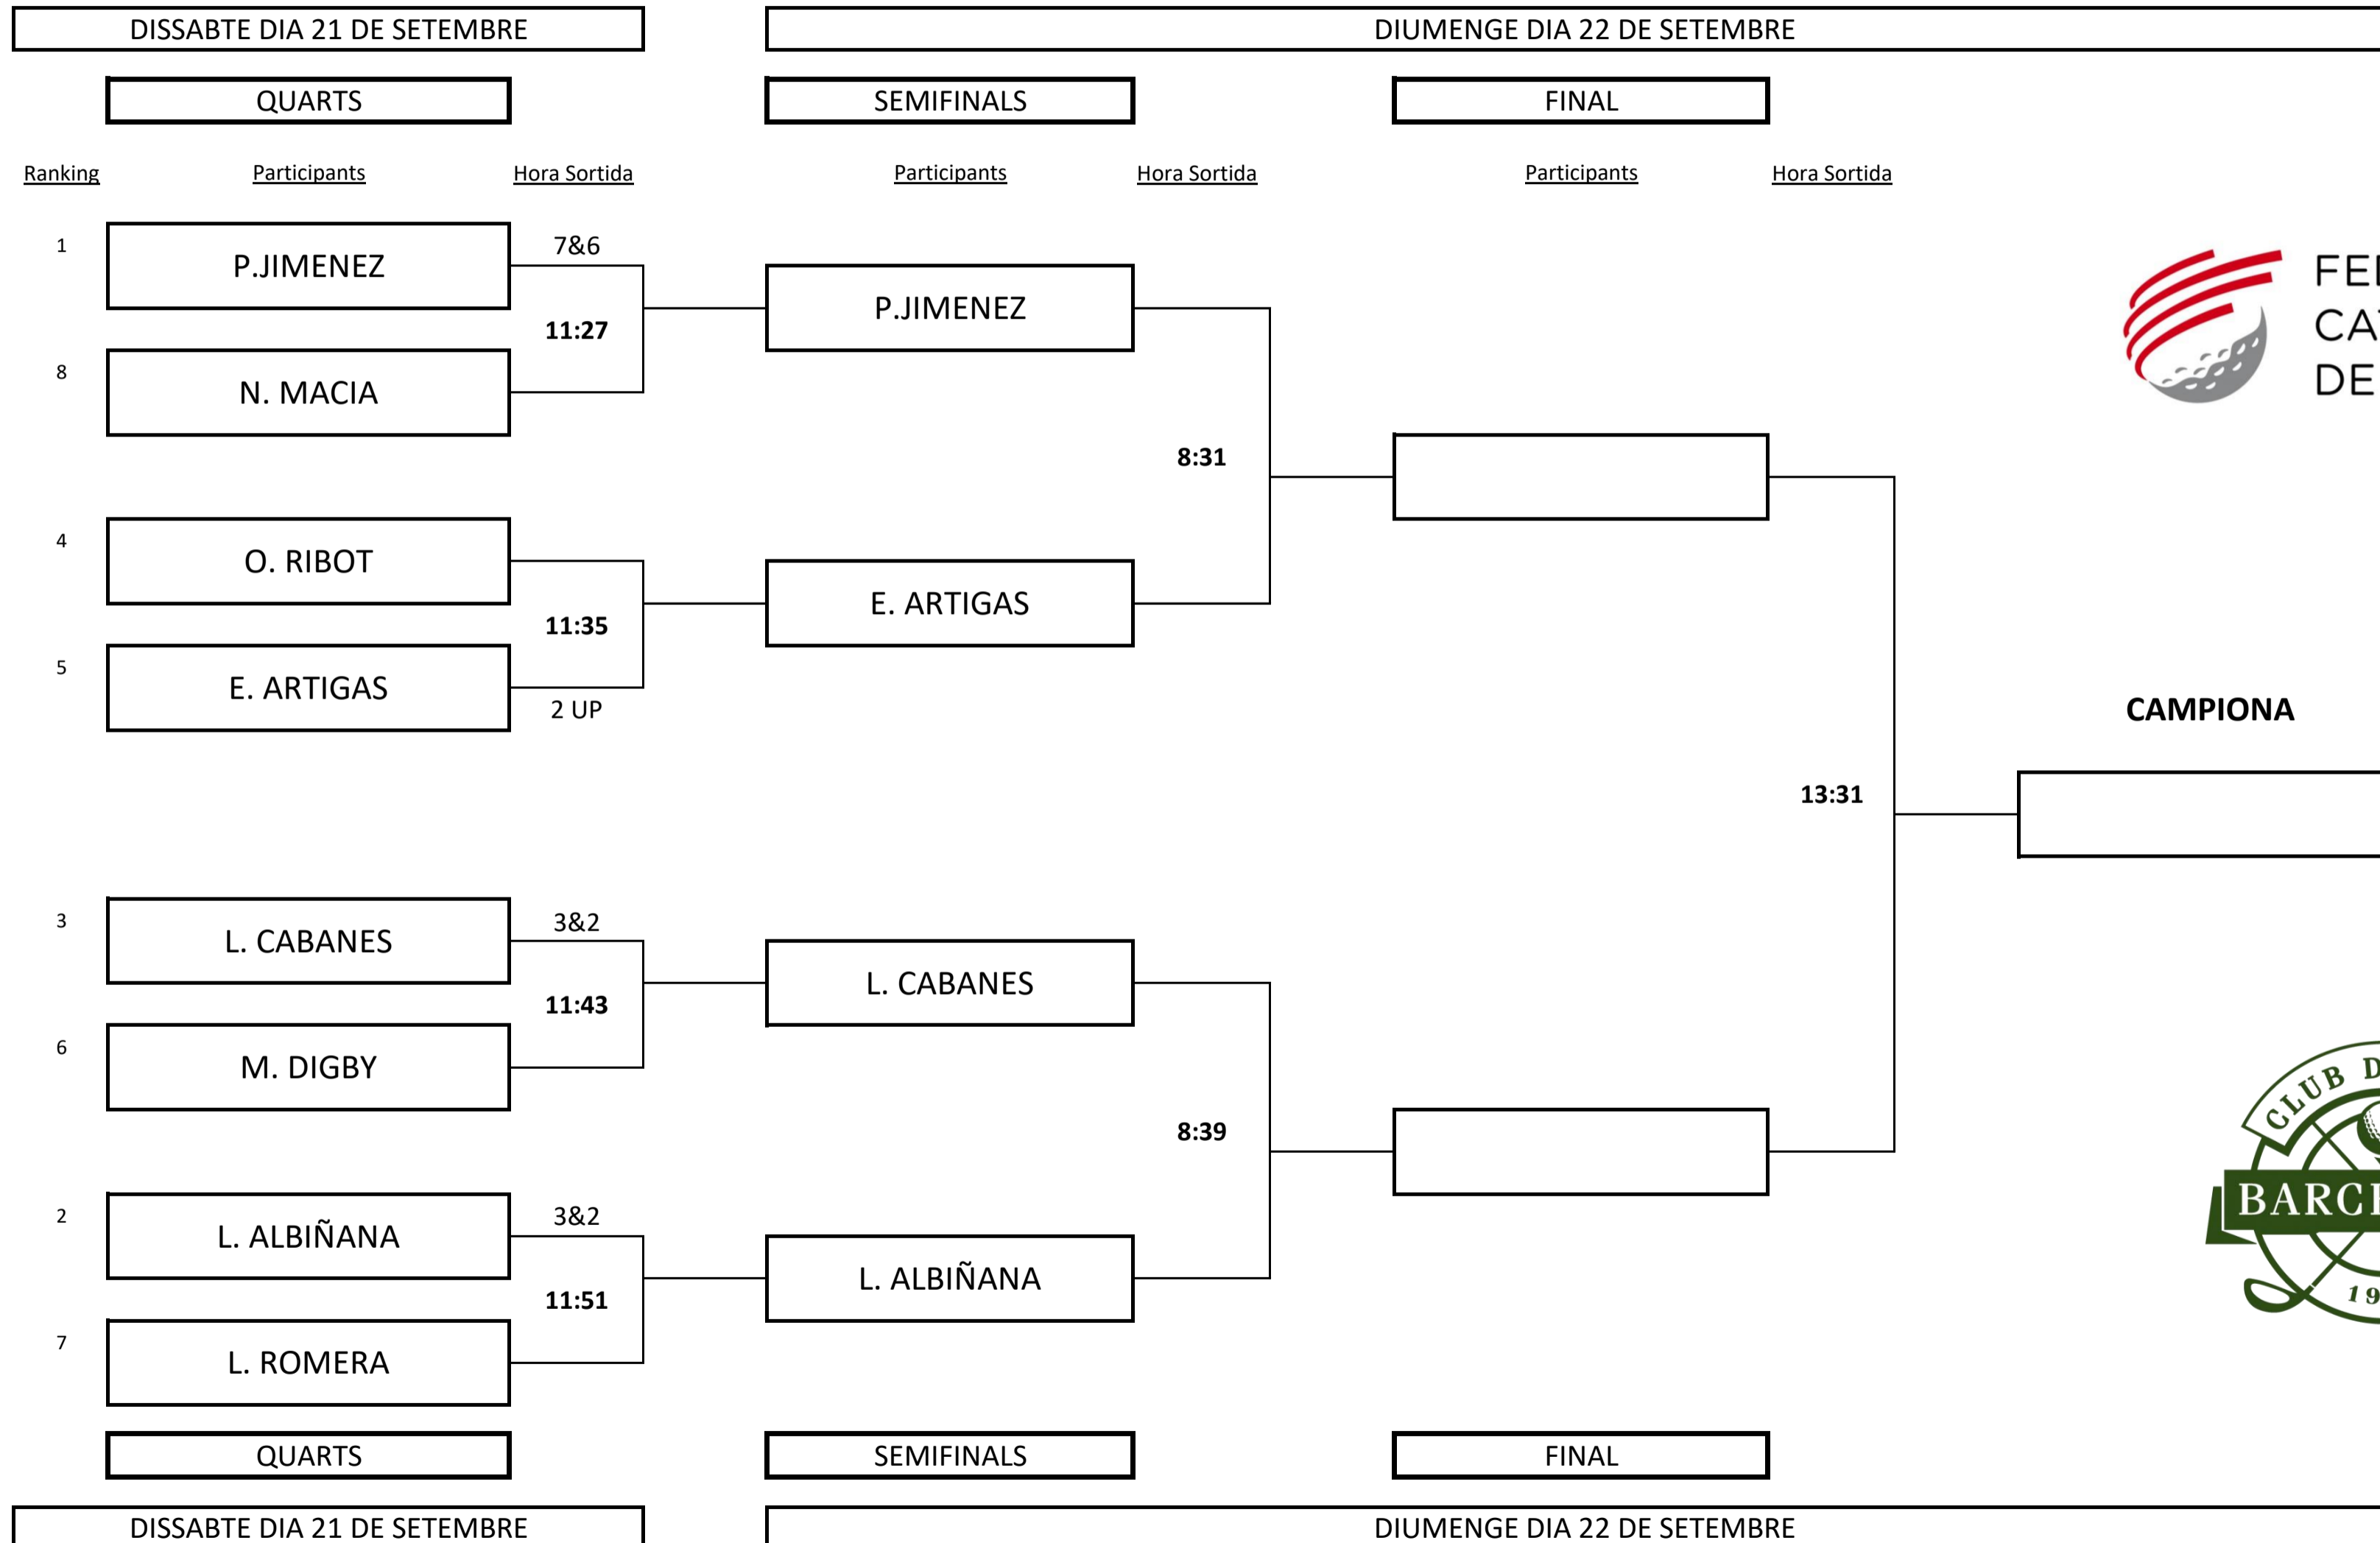 DISSABTE DIA 21 DE SETEMBRE DIUMENGE DIA 22 DE SETEMBRE
QUARTS SEMIFINALS FINAL
Ranking Participants Hora Sortida Participants Hora Sortida Participants Hora Sortida
1 P.JIMENEZ 7&6
11:27
8 N. MACIA
P.JIMENEZ
8:31
4 O. RIBOT
11:35
5 E. ARTIGAS
2 UP
E. ARTIGAS
CAMPIONA
13:31
3 L. CABANES 3&2
11:43
6 M. DIGBY
L. CABANES
8:39
2 L. ALBIÑANA 3&2
11:51
7 L. ROMERA
L. ALBIÑANA
CLUB
QUARTS SEMIFINALS FINAL
DISSABTE DIA 21 DE SETEMBRE DIUMENGE DIA 22 DE SETEMBRE